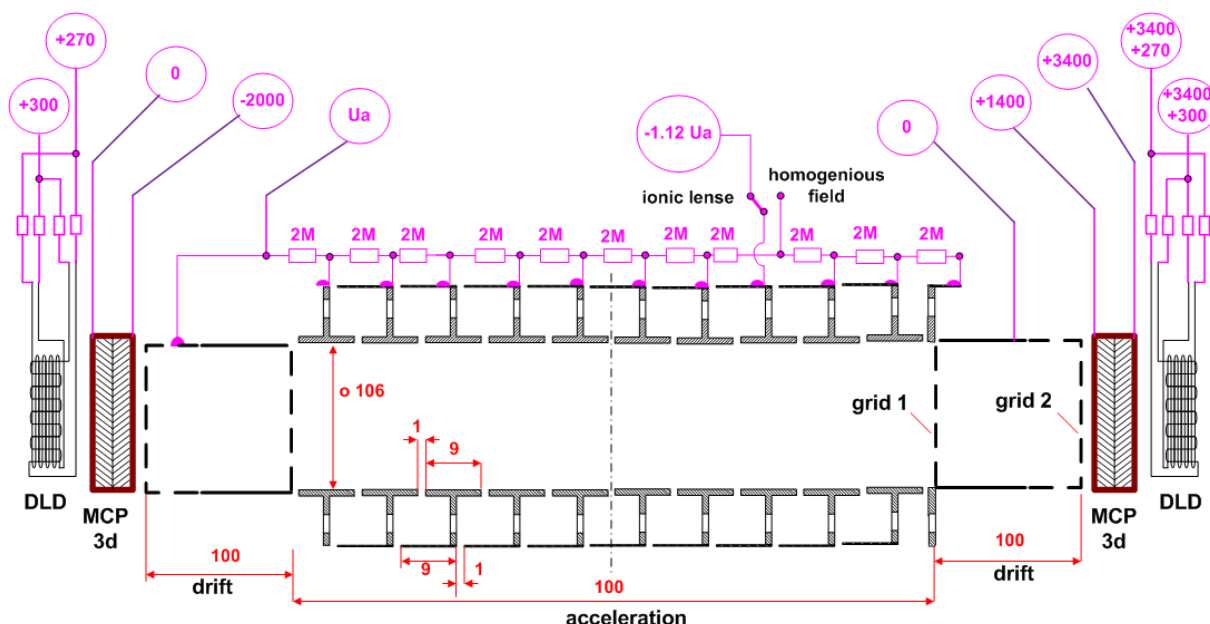 +270
+300
0
-2000
Ua
-1.12 Ua
0
+1400
+3400
+3400
+270
+3400
+300
ionic lense
homogenious
field
2M
2M
2M
2M
2M
2M
2M
2M
2M
2M
2M
o 106
1
9
grid 1
grid 2
DLD
MCP
3d
MCP
3d
DLD
100
drift
9
1
100
acceleration
100
drift